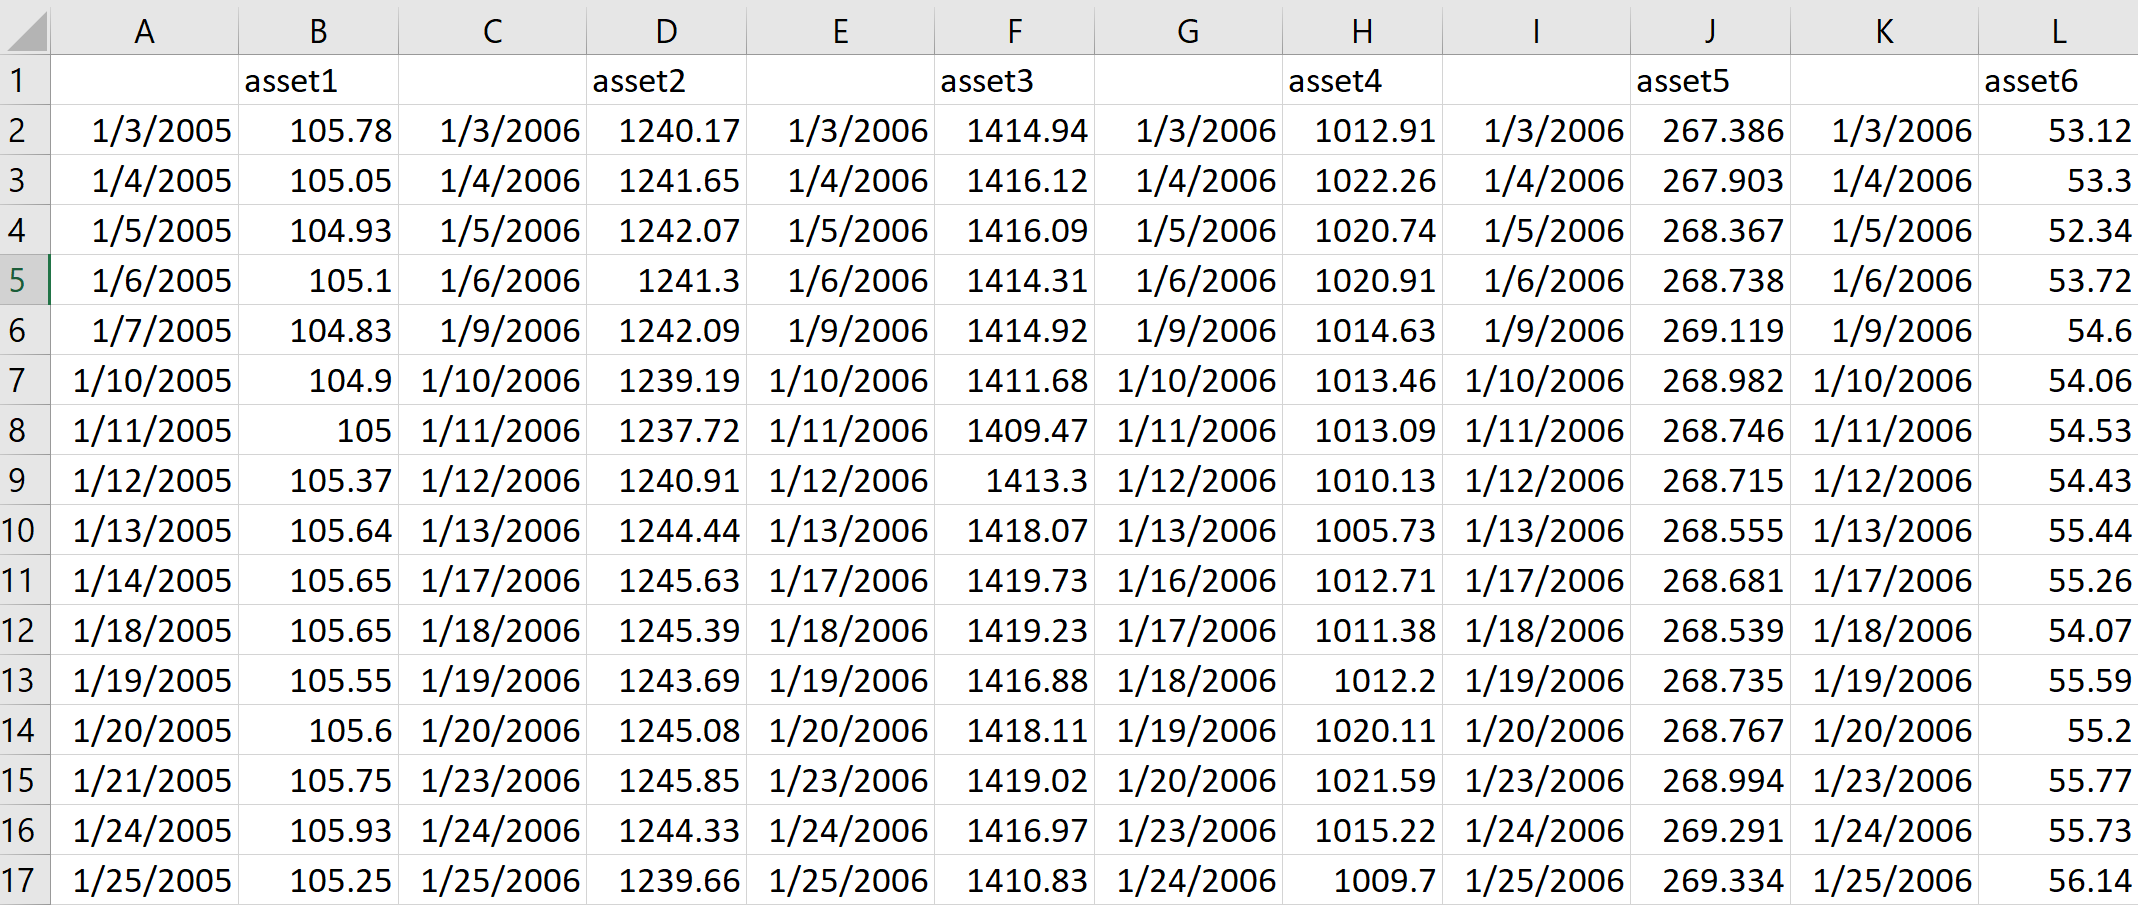 A B C D E F G H I J K L
1 asset1 asset2 asset3 asset4 asset5 asset6
2 1/3/2005 105.78 1/3/2006 1240.17 1/3/2006 1414.94 1/3/2006 1012.91 1/3/2006 267.386 1/3/2006 53.12
3 1/4/2005 105.05 1/4/2006 1241.65 1/4/2006 1416.12 1/4/2006 1022.26 1/4/2006 267.903 1/4/2006 53.3
4 1/5/2005 104.93 1/5/2006 1242.07 1/5/2006 1416.09 1/5/2006 1020.74 1/5/2006 268.367 1/5/2006 52.34
5 1/6/2005 105.1 1/6/2006 1241.3 1/6/2006 1414.31 1/6/2006 1020.91 1/6/2006 268.738 1/6/2006 53.72
6 1/7/2005 104.83 1/9/2006 1242.09 1/9/2006 1414.92 1/9/2006 1014.63 1/9/2006 269.119 1/9/2006 54.6
7 1/10/2005 104.9 1/10/2006 1239.19 1/10/2006 1411.68 1/10/2006 1013.46 1/10/2006 268.982 1/10/2006 54.06
8 1/11/2005 105 1/11/2006 1237.72 1/11/2006 1409.47 1/11/2006 1013.09 1/11/2006 268.746 1/11/2006 54.53
9 1/12/2005 105.37 1/12/2006 1240.91 1/12/2006 1413.3 1/12/2006 1010.13 1/12/2006 268.715 1/12/2006 54.43
10 1/13/2005 105.64 1/13/2006 1244.44 1/13/2006 1418.07 1/13/2006 1005.73 1/13/2006 268.555 1/13/2006 55.44
11 1/14/2005 105.65 1/17/2006 1245.63 1/17/2006 1419.73 1/16/2006 1012.71 1/17/2006 268.681 1/17/2006 55.26
12 1/18/2005 105.65 1/18/2006 1245.39 1/18/2006 1419.23 1/17/2006 1011.38 1/18/2006 268.539 1/18/2006 54.07
13 1/19/2005 105.55 1/19/2006 1243.69 1/19/2006 1416.88 1/18/2006 1012.2 1/19/2006 268.735 1/19/2006 55.59
14 1/20/2005 105.6 1/20/2006 1245.08 1/20/2006 1418.11 1/19/2006 1020.11 1/20/2006 268.767 1/20/2006 55.2
15 1/21/2005 105.75 1/23/2006 1245.85 1/23/2006 1419.02 1/20/2006 1021.59 1/23/2006 268.994 1/23/2006 55.77
16 1/24/2005 105.93 1/24/2006 1244.33 1/24/2006 1416.97 1/23/2006 1015.22 1/24/2006 269.291 1/24/2006 55.73
17 1/25/2005 105.25 1/25/2006 1239.66 1/25/2006 1410.83 1/24/2006 1009.7 1/25/2006 269.334 1/25/2006 56.14